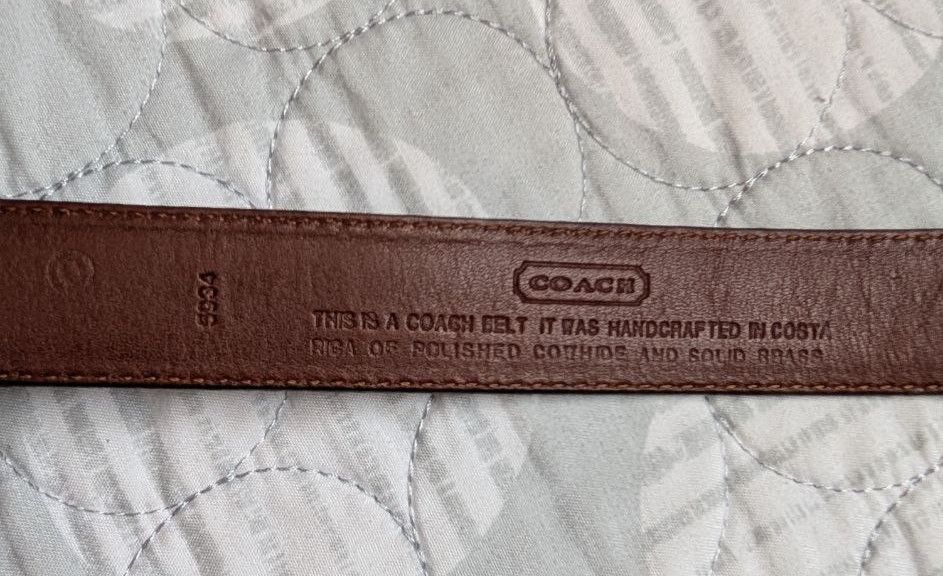 COACH
THIS IS A COACH BELT IT WAS HANDCRAFTED IN COSTA
RICA OF POLISHED COWHIDE AND SOLID BRASS
5934